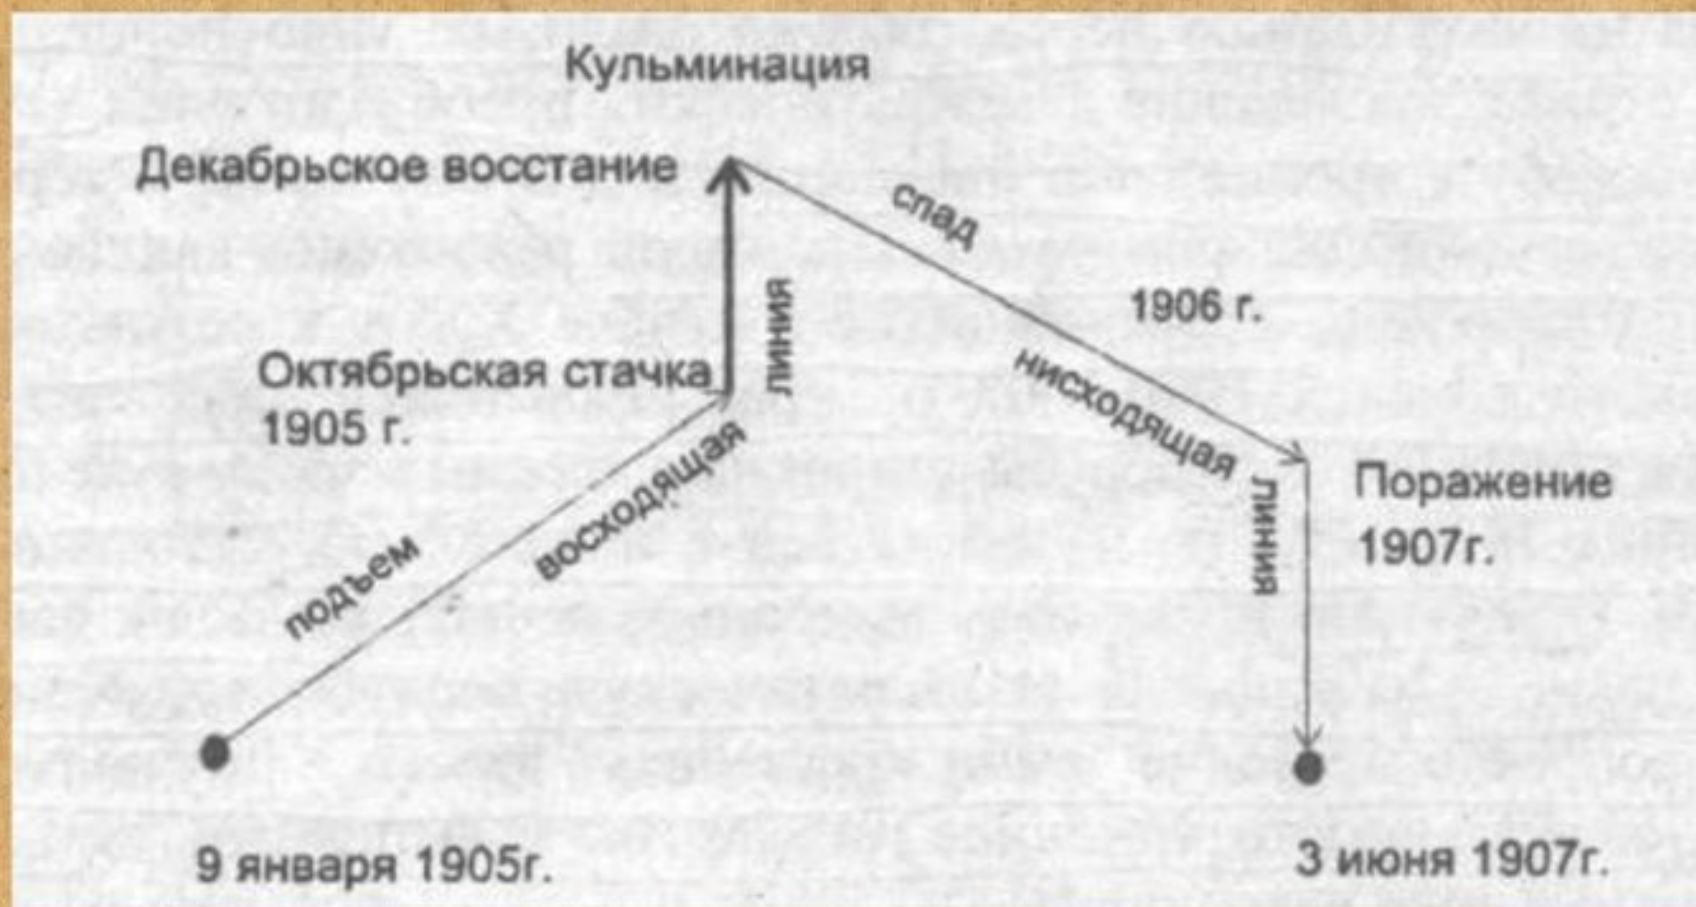 Кульминация
Декабрьское восстание
спад
1906 г.
линия
Октябрьская стачка
1905 г.
нисходящая
восходящая
линия
Поражение
1907г.
подъем
9 января 1905г.
3 июня 1907г.